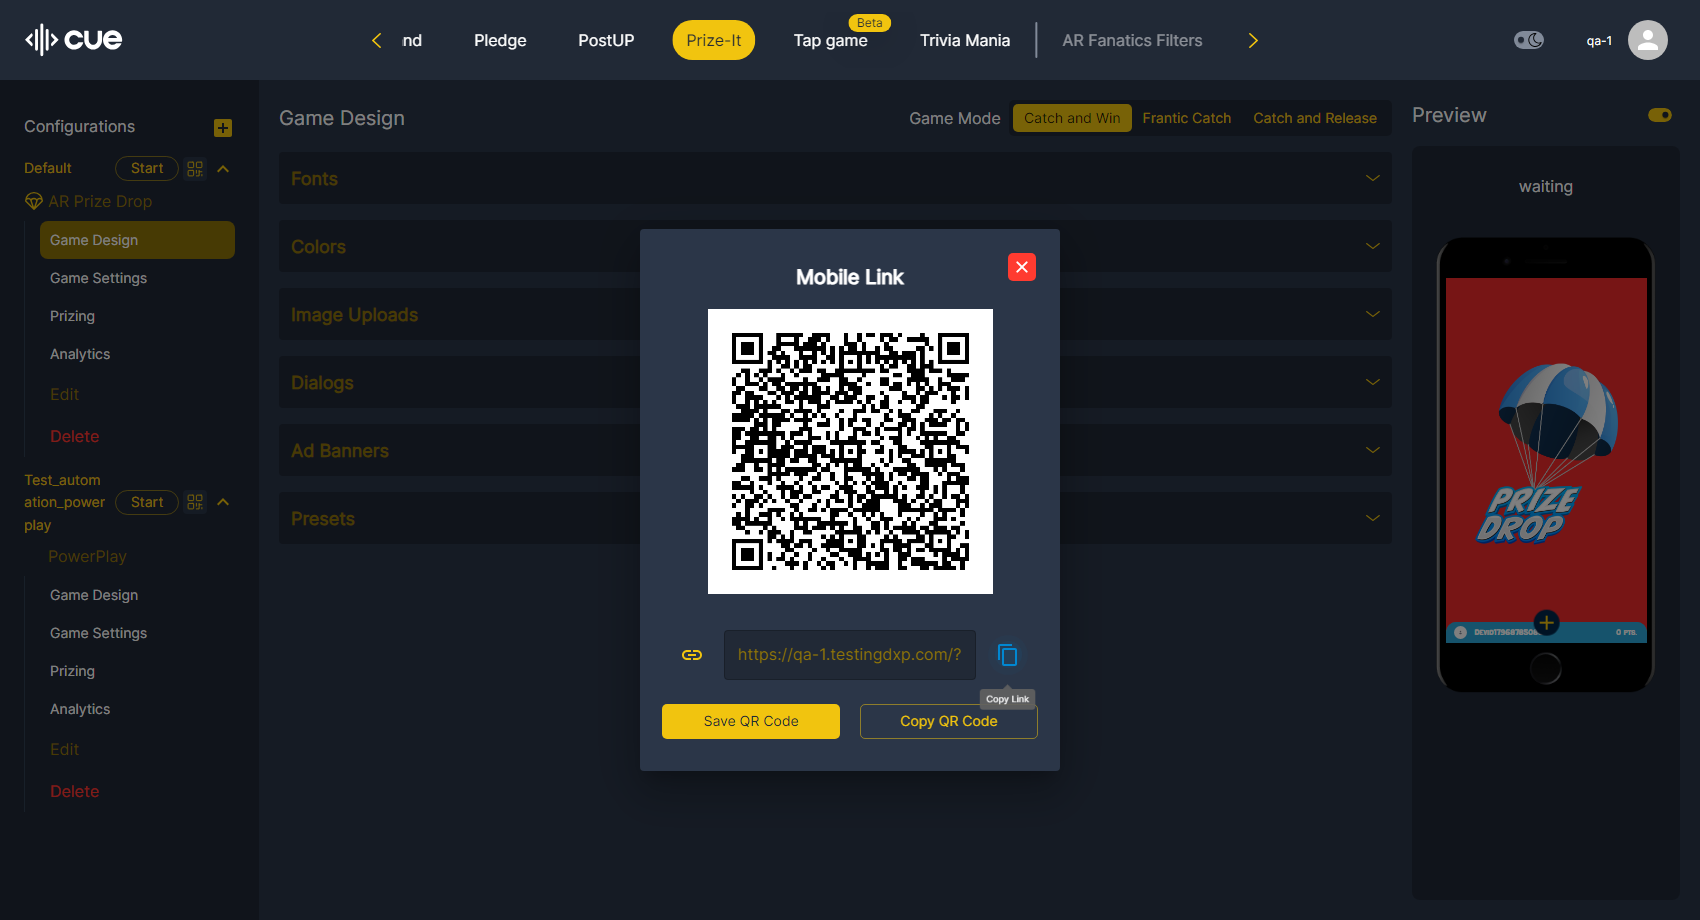 cue
nd
Pledge
PostUP
Prize-It
Beta
Tap game
Trivia Mania
AR Fanatics Filters
qa-1
Configurations
Default
Start
AR Prize Drop
Game Design
Game Settings
Prizing
Analytics
Edit
Delete
Test_autom
ation_power
play
Start
PowerPlay
Game Design
Game Settings
Prizing
Analytics
Edit
Delete
Game Design
Game Mode
Catch and Win
Frantic Catch
Catch and Release
Fonts
Colors
Image Uploads
Dialogs
Ad Banners
Presets
Mobile Link
https://qa-1.testingdxp.com/?
Copy Link
Save QR Code
Copy QR Code
Preview
waiting
PRIZE
DROP
0 PTS.